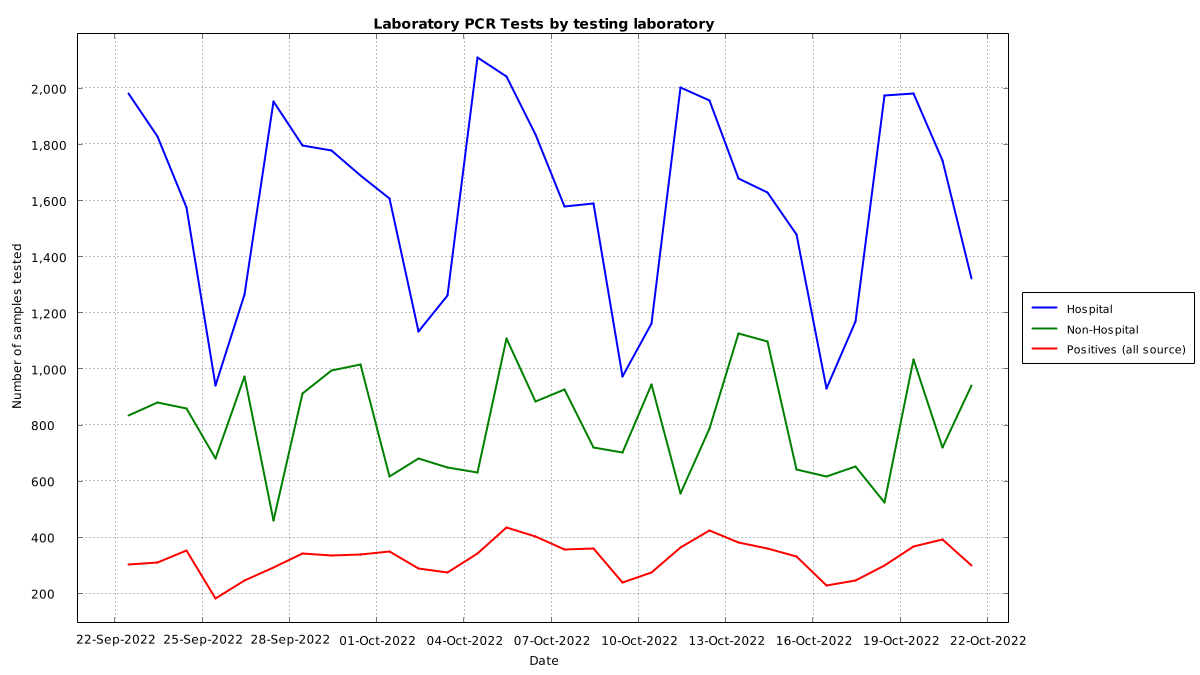 Laboratory PCR Tests by testing laboratory
Number of samples tested
2,000
1,800
1,600
1,400
1,200
1,000
800
600
400
200
22-Sep-2022 25-Sep-2022 28-Sep-2022 01-Oct-2022 04-Oct-2022 07-Oct-2022 10-Oct-2022 13-Oct-2022 16-Oct-2022 19-Oct-2022 22-Oct-2022
Date
Hospital
Non-Hospital
Positives (all source)